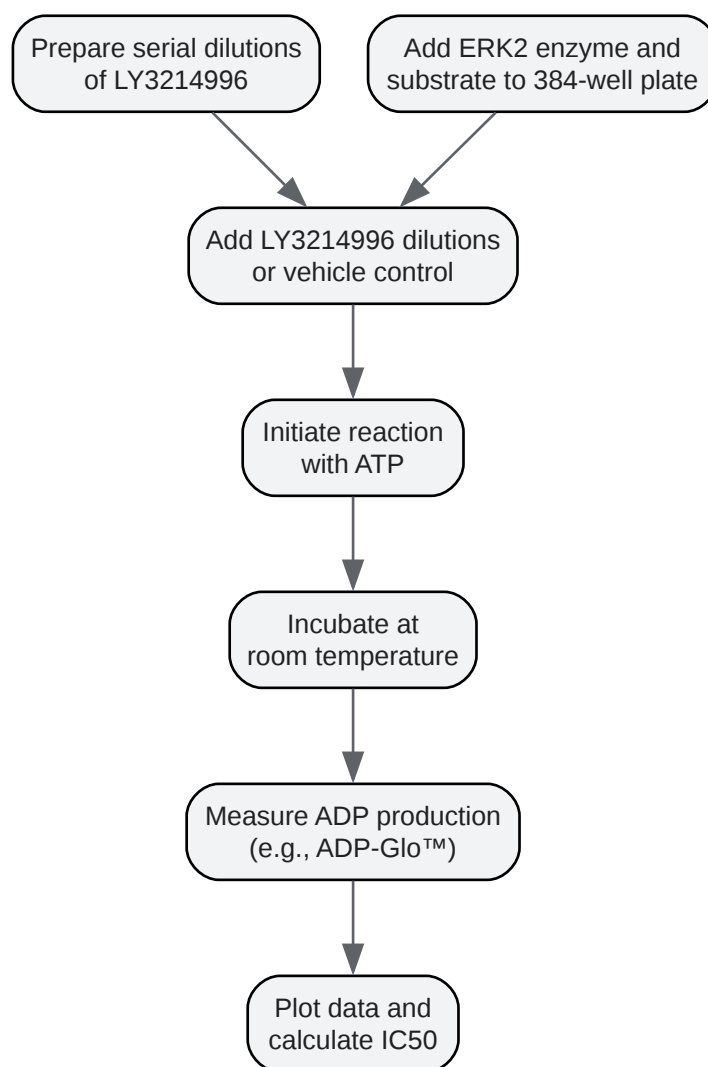 Prepare serial dilutions
of LY3214996
Add ERK2 enzyme and
substrate to 384-well plate
Add LY3214996 dilutions
or vehicle control
Initiate reaction
with ATP
Incubate at
room temperature
Measure ADP production
(e.g., ADP-Glo™)
Plot data and
calculate IC50